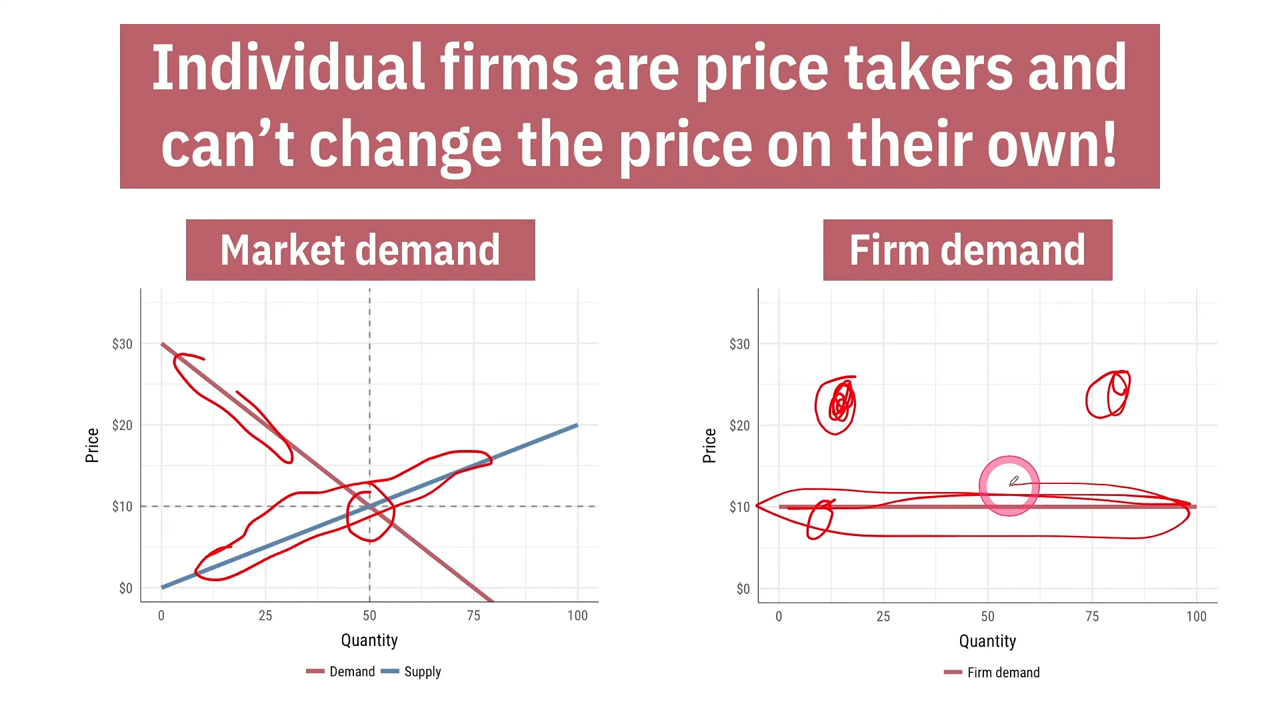 Individual firms are price takers and
can't change the price on their own!
Market demand
Firm demand
$30
$20
$10
$0
Price
0 25 50 75 100
Quantity
Demand Supply
$30
$20
$10
$0
Price
0 25 50 75 100
Quantity
Firm demand